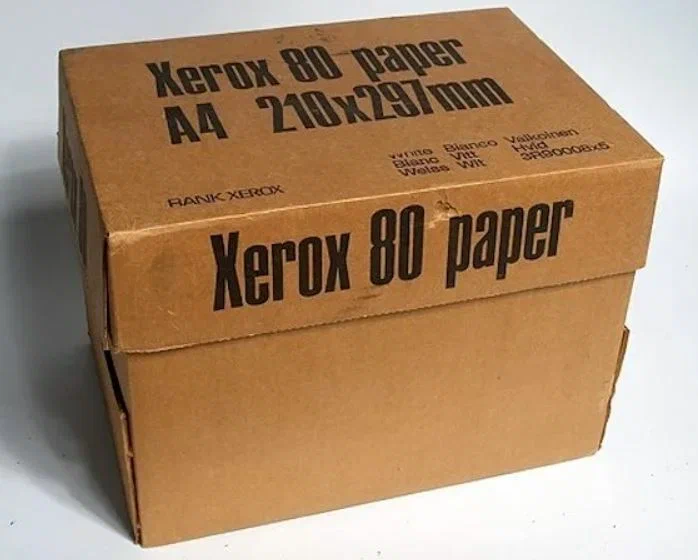 Xerox 80 paper
A4 210x297mm
White Bianco Valkoinen
Blanc Vitt Hvid
Weiss Wit 3R90008x5
RANK XEROX
Xerox 80 paper